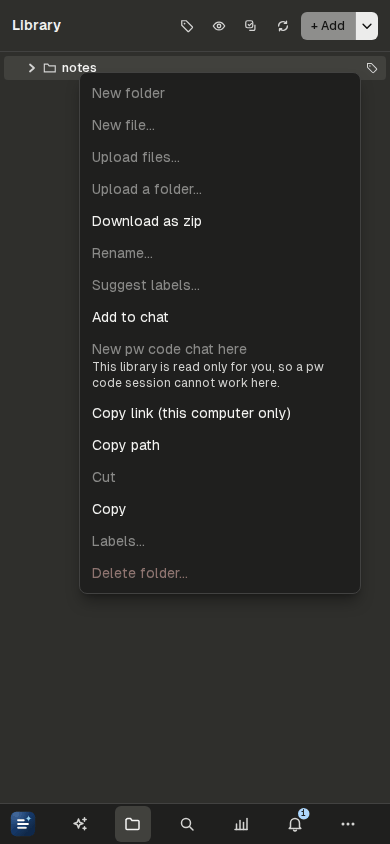 Library
+ Add
notes
New folder
New file...
Upload files...
Upload a folder...
Download as zip
Rename...
Suggest labels...
Add to chat
New pw code chat here
This library is read only for you, so a pw
code session cannot work here.
Copy link (this computer only)
Copy path
Cut
Copy
Labels...
Delete folder...
1